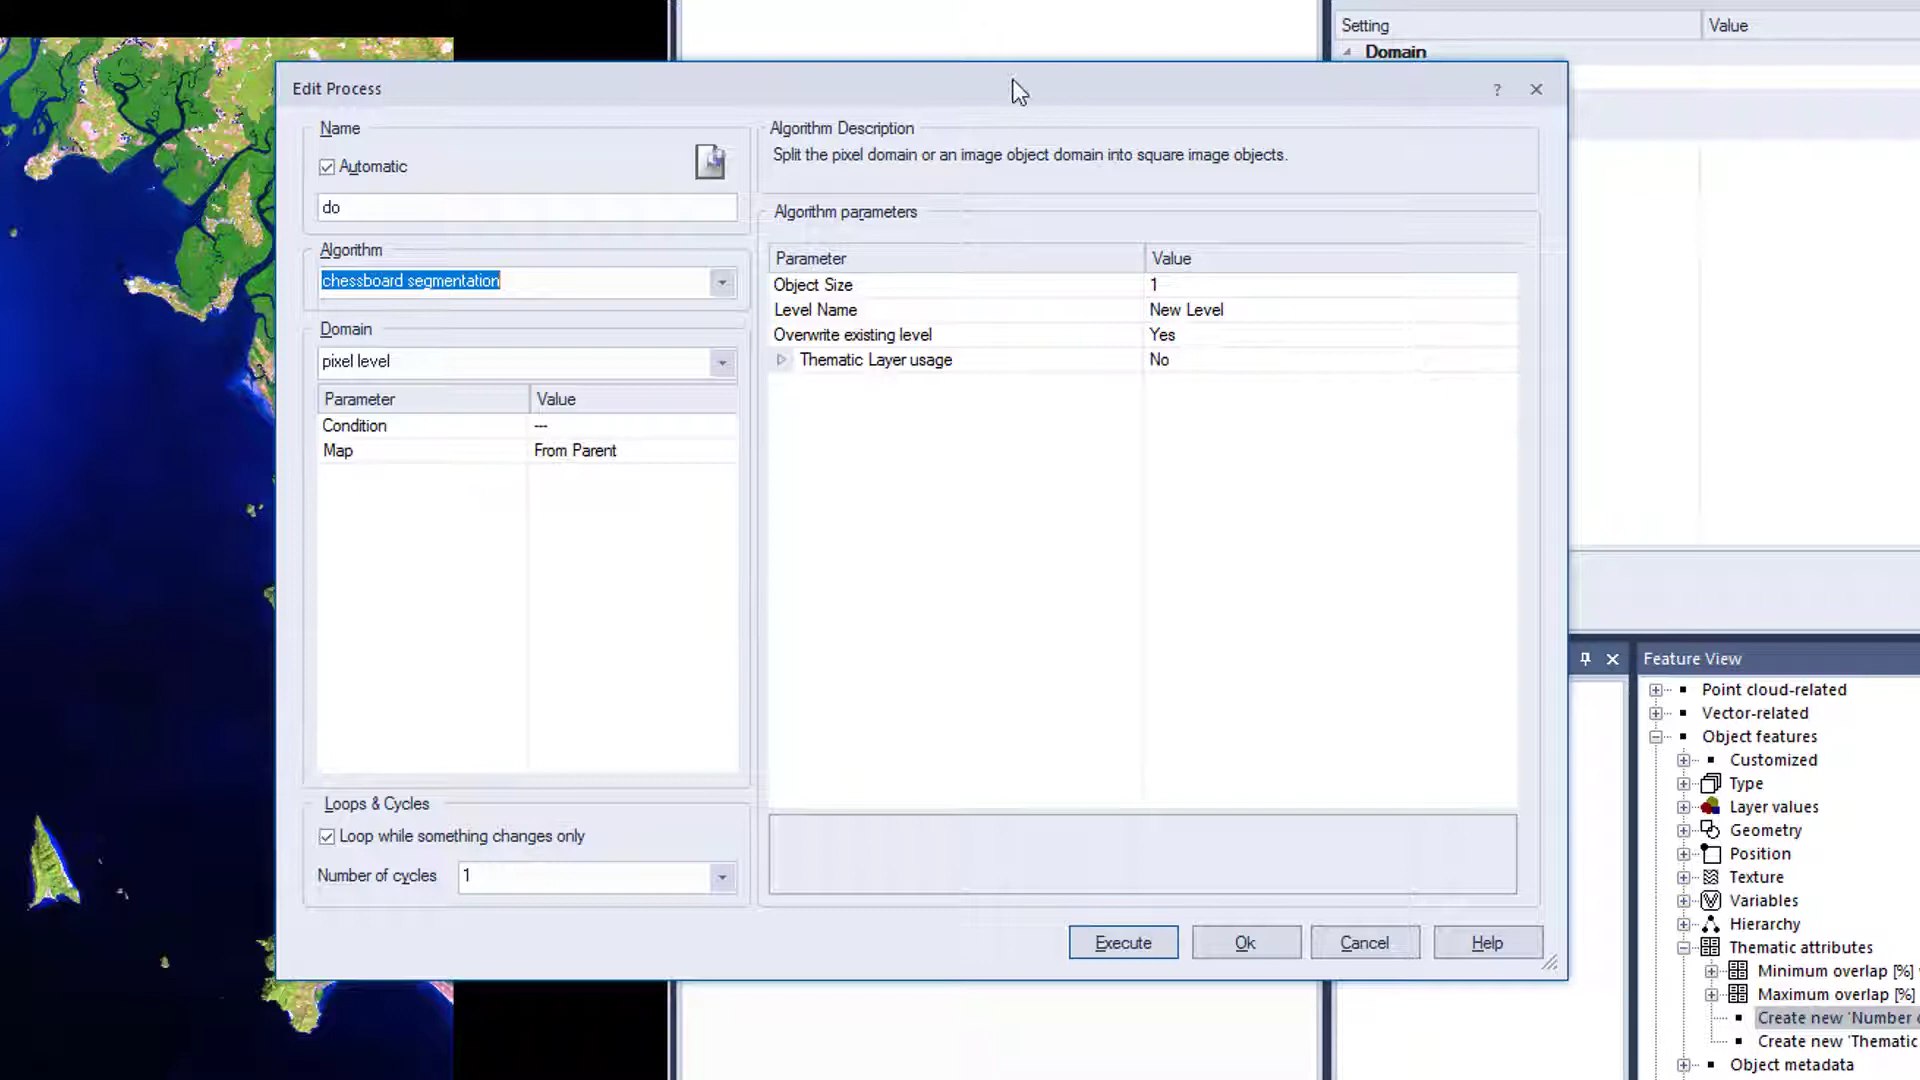 Setting Value
Domain
Edit Process
?
Name
Automatic
do
Algorithm
chessboard segmentation
Domain
pixel level
Parameter Value
Condition ---
Map From Parent
Loops & Cycles
Loop while something changes only
Number of cycles 1
Algorithm Description
Split the pixel domain or an image object domain into square image objects.
Algorithm parameters
Parameter Value
Object Size 1
Level Name New Level
Overwrite existing level Yes
Thematic Layer usage No
Execute Ok Cancel Help
Feature View
Point cloud-related
Vector-related
Object features
Customized
Type
Layer values
Geometry
Position
Texture
Variables
Hierarchy
Thematic attributes
Minimum overlap [%]
Maximum overlap [%]
Create new 'Number
Create new 'Thematic
Object metadata